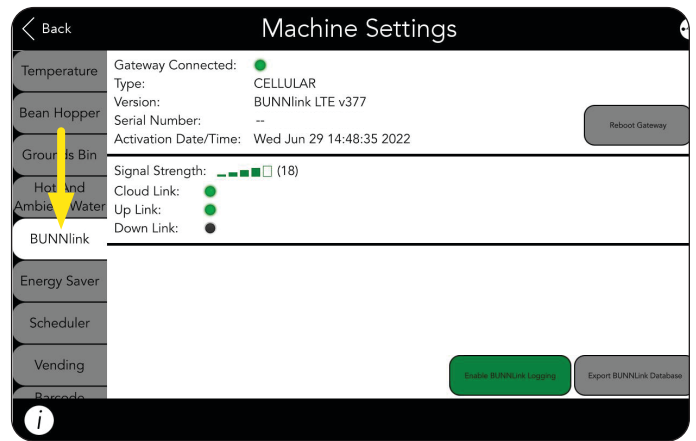 Back
Machine Settings
Temperature
Bean Hopper
Grounds Bin
Hot And
Ambient Water
BUNNlink
Energy Saver
Scheduler
Vending
Barcode
Gateway Connected:
Type: CELLULAR
Version: BUNNlink LTE v377
Serial Number: --
Activation Date/Time: Wed Jun 29 14:48:35 2022
Reboot Gateway
Signal Strength: (18)
Cloud Link:
Up Link:
Down Link:
Enable BUNNLink Logging
Export BUNNLink Database
i